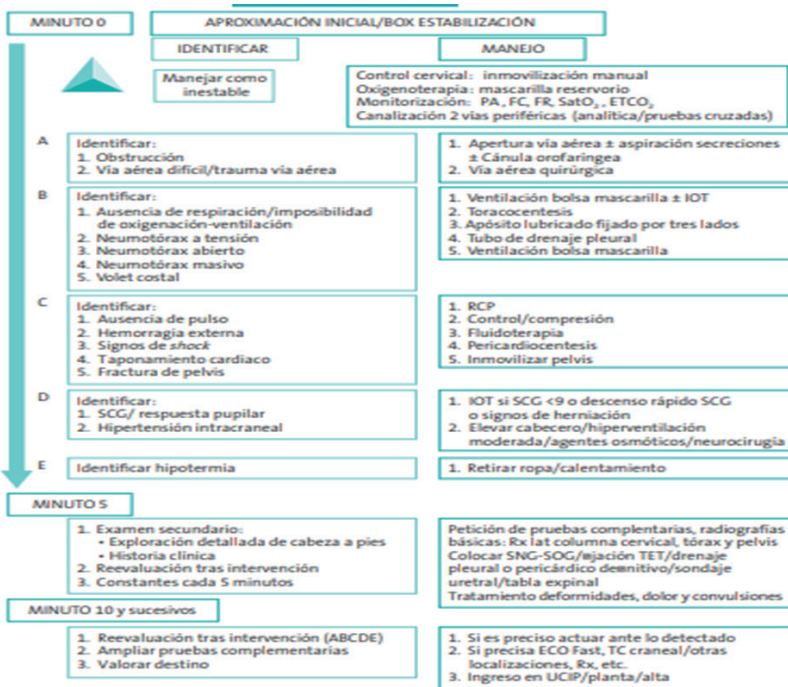 MINUTO 0
APROXIMACIÓN INICIAL/BOX ESTABILIZACIÓN
IDENTIFICAR
MANEJO
Manejar como
inestable
Control cervical: inmovilización manual
Oxigenoterapia: mascarilla reservorio
Monitorización: PA, FC, FR, SatO₂, ETCO₂
Canalización 2 vías periféricas (analítica/pruebas cruzadas)
A
Identificar:
1. Obstrucción
2. Vía aérea difícil/trauma vía aérea
1. Apertura vía aérea ± aspiración secreciones
± Cánula orofaríngea
2. Vía aérea quirúrgica
B
Identificar:
1. Ausencia de respiración/imposibilidad
de oxigenación-ventilación
2. Neumotórax a tensión
3. Neumotórax abierto
4. Neumotórax masivo
5. Volet costal
1. Ventilación bolsa mascarilla ± IOT
2. Toracocentesis
3. Apósito lubricado fijado por tres lados
4. Tubo de drenaje pleural
5. Ventilación bolsa mascarilla
C
Identificar:
1. Ausencia de pulso
2. Hemorragia externa
3. Signos de shock
4. Taponamiento cardíaco
5. Fractura de pelvis
1. RCP
2. Control/compresión
3. Fluidoterapia
4. Pericardiocentesis
5. Inmovilizar pelvis
D
Identificar:
1. SCG/ respuesta pupilar
2. Hipertensión intracraneal
1. IOT si SCG <9 o descenso rápido SCG
o signos de herniación
2. Elevar cabecero/hiperventilación
moderada/agentes osmóticos/neurocirugía
E
Identificar hipotermia
1. Retirar ropa/calentamiento
MINUTO 5
1. Examen secundario:
• Exploración detallada de cabeza a pies
• Historia clínica
2. Reevaluación tras intervención
3. Constantes cada 5 minutos
Petición de pruebas complentarias, radiografías
básicas: Rx lat columna cervical, tórax y pelvis
Colocar SNG-SOG/ TET/drenaje
pleural o pericárdico /sondaje
uretral/tabla expinal
Tratamiento deformidades, dolor y convulsiones
MINUTO 10 y sucesivos
1. Reevaluación tras intervención (ABCDE)
2. Ampliar pruebas complementarias
3. Valorar destino
1. Si es preciso actuar ante lo detectado
2. Si precisa ECO Fast, TC craneal/otras
localizaciones, Rx, etc.
3. Ingreso en UCIP/planta/alta